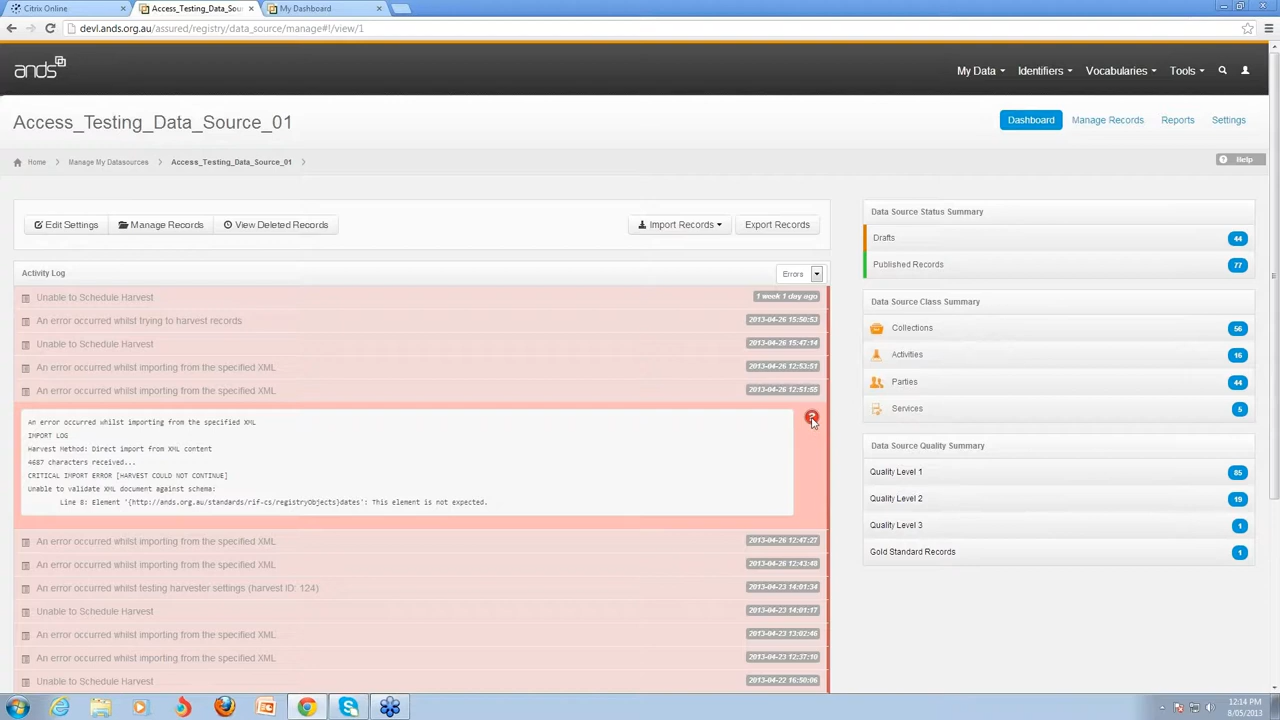 Citrix Online
Access_Testing_Data_Sour
My Dashboard
devl.ands.org.au/assured/registry/data_source/manage#!/view/1
ands
My Data
Identifiers
Vocabularies
Tools
Access_Testing_Data_Source_01
Dashboard
Manage Records
Reports
Settings
Home
Manage My Datasources
Access_Testing_Data_Source_01
Help
Edit Settings
Manage Records
View Deleted Records
Import Records
Export Records
Activity Log
Errors
Unable to Schedule Harvest 1 week 1 day ago
An error occurred whilst trying to harvest records 2013-04-26 15:50:53
Unable to Schedule Harvest 2013-04-26 15:47:14
An error occurred whilst importing from the specified XML 2013-04-26 12:53:51
An error occurred whilst importing from the specified XML 2013-04-26 12:51:55
An error occurred whilst importing from the specified XML
IMPORT LOG
Harvest Method: Direct import from XML content
4687 characters received...
CRITICAL IMPORT ERROR [HARVEST COULD NOT CONTINUE]
Unable to validate XML document against schema:
Line 8: Element '{http://ands.org.au/standards/rif-cs/registryObjects}dates': This element is not expected.
An error occurred whilst importing from the specified XML 2013-04-26 12:47:27
An error occurred whilst importing from the specified XML 2013-04-26 12:43:48
An error occurred whilst testing harvester settings (harvest ID: 124) 2013-04-23 14:01:34
Unable to Schedule Harvest 2013-04-23 14:01:17
An error occurred whilst importing from the specified XML 2013-04-23 13:02:46
An error occurred whilst importing from the specified XML 2013-04-23 12:37:10
Unable to Schedule Harvest 2013-04-22 16:50:06
Data Source Status Summary
Drafts 44
Published Records 77
Data Source Class Summary
Collections 56
Activities 16
Parties 44
Services 5
Data Source Quality Summary
Quality Level 1 85
Quality Level 2 19
Quality Level 3 1
Gold Standard Records 1
12:14 PM
8/05/2013